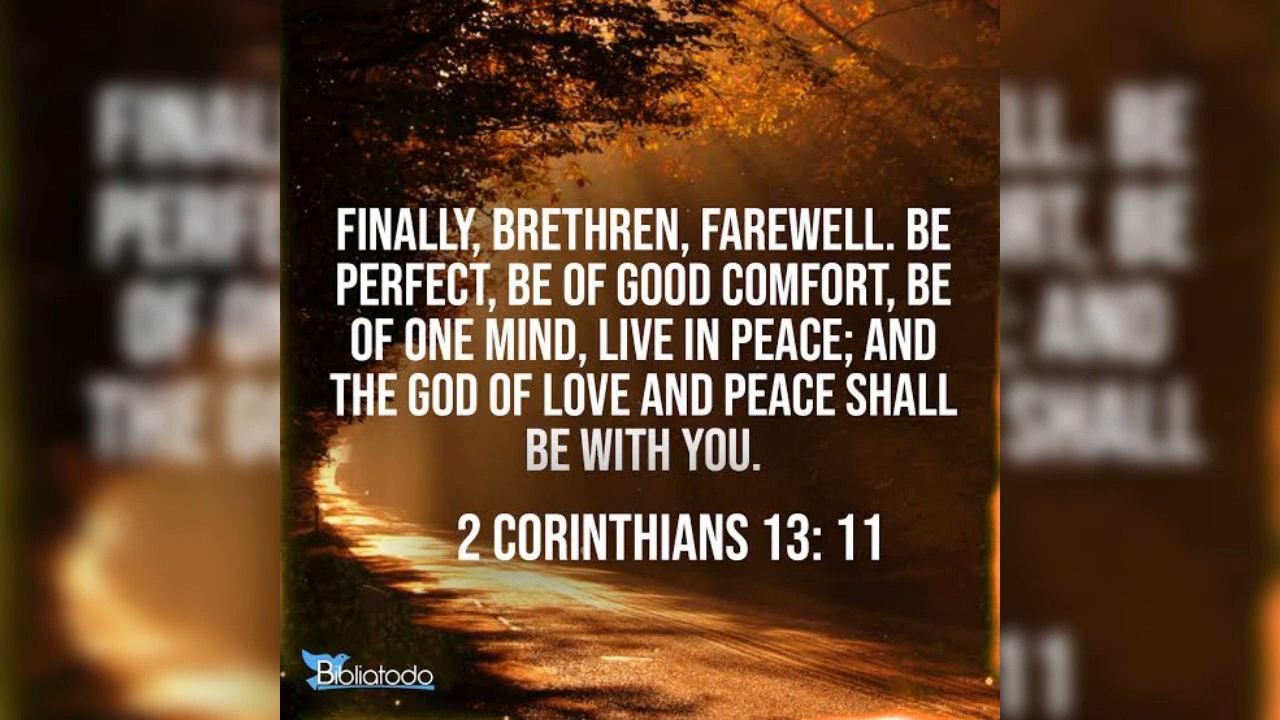 FINALLY, BRETHREN, FAREWELL. BE
PERFECT, BE OF GOOD COMFORT, BE
OF ONE MIND, LIVE IN PEACE; AND
THE GOD OF LOVE AND PEACE SHALL
BE WITH YOU.
2 CORINTHIANS 13: 11
Bibliatodo